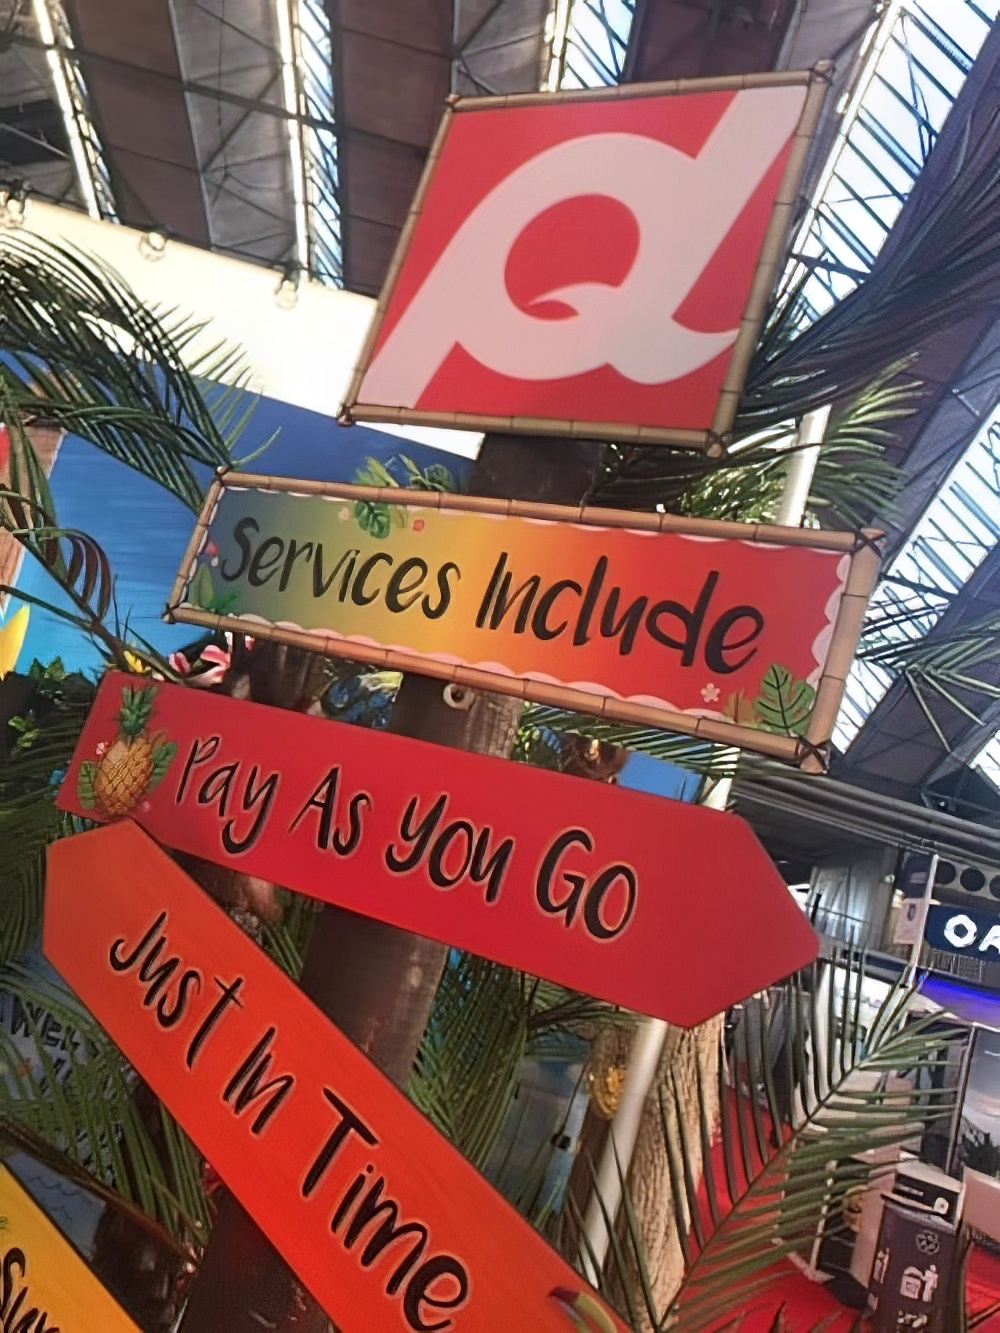 Services Include
Pay As You Go
Just In Time